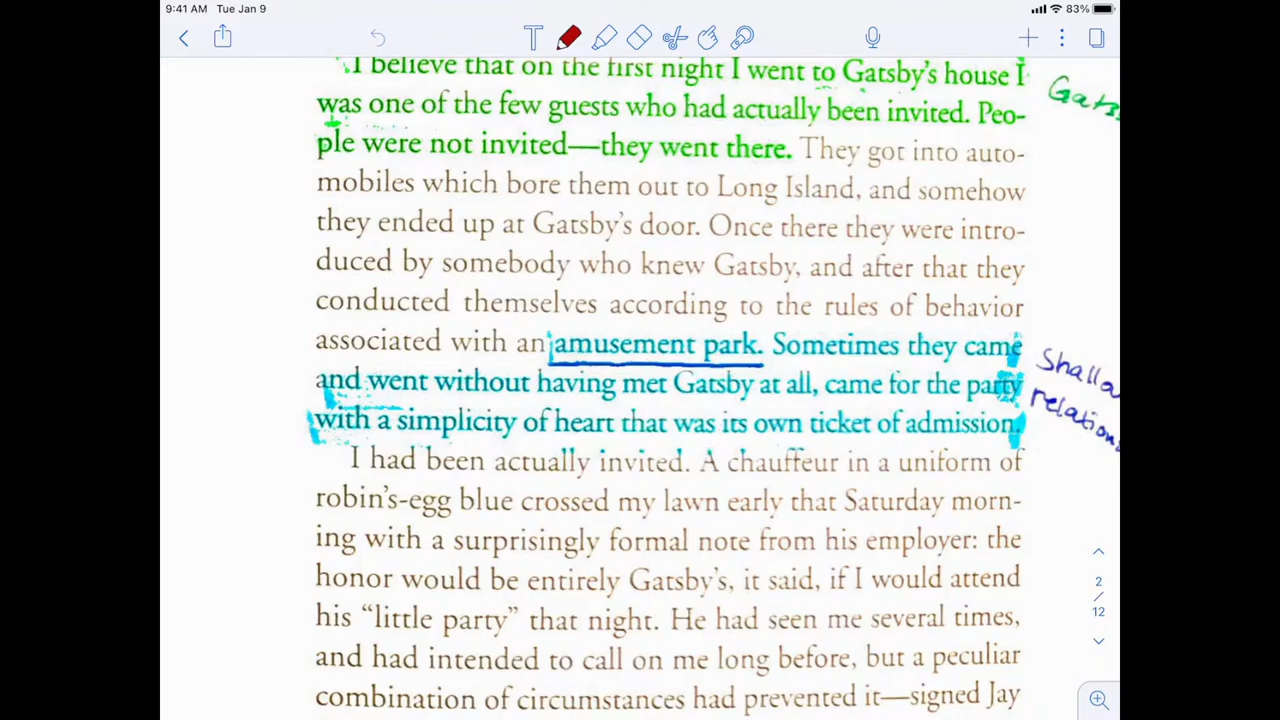 9:41 AM Tue Jan 9
83%
I believe that on the first night I went to Gatsby's house I
was one of the few guests who had actually been invited. Peo-
ple were not invited—they went there. They got into auto-
mobiles which bore them out to Long Island, and somehow
they ended up at Gatsby's door. Once there they were intro-
duced by somebody who knew Gatsby, and after that they
conducted themselves according to the rules of behavior
associated with an amusement park. Sometimes they came
and went without having met Gatsby at all, came for the party
with a simplicity of heart that was its own ticket of admission.
I had been actually invited. A chauffeur in a uniform of
robin's-egg blue crossed my lawn early that Saturday morn-
ing with a surprisingly formal note from his employer: the
honor would be entirely Gatsby's, it said, if I would attend
his “little party” that night. He had seen me several times,
and had intended to call on me long before, but a peculiar
combination of circumstances had prevented it—signed Jay
Gats
Shallo
relation
2
/
12
T